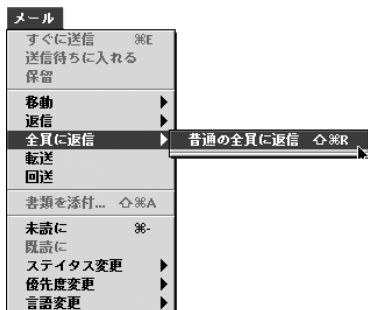 メール
すぐに送信 ⌘E
送信待ちに入れる
保留
移動
返信
全員に返信
普通の全員に返信 ⇧⌘R
転送
回送
書類を添付... ⇧⌘A
未読に ⌘-
既読に
ステイタス変更
優先度変更
言語変更